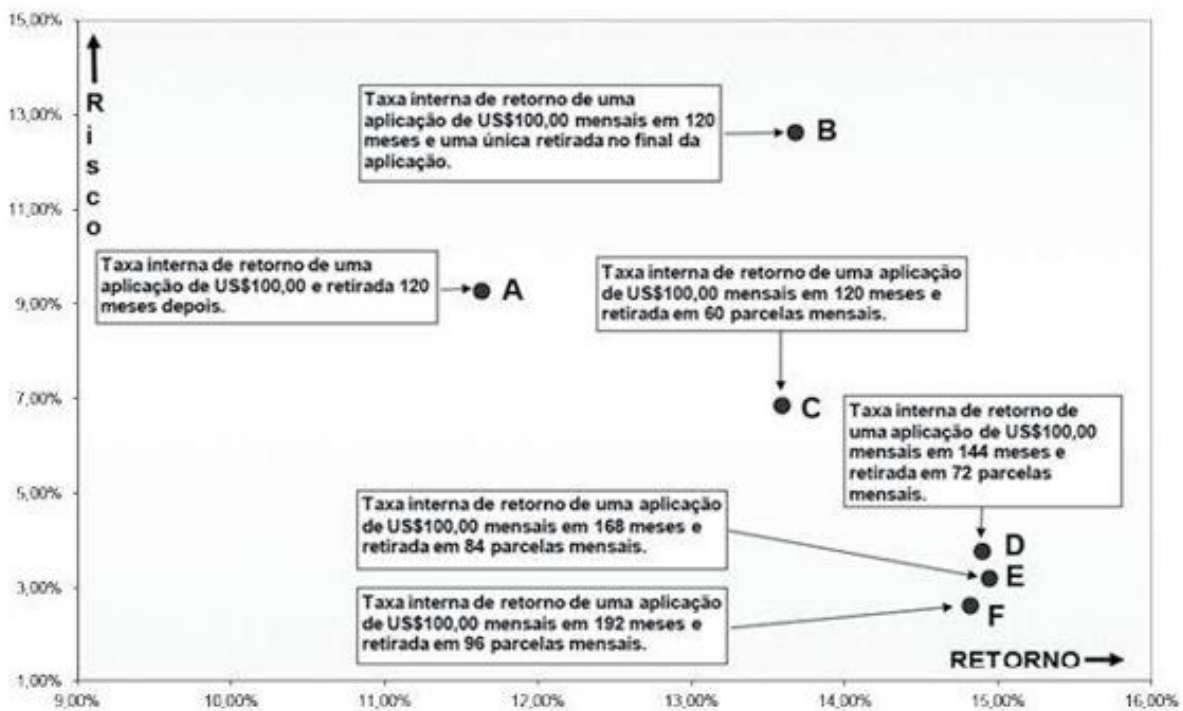 15,00%
13,00%
11,00%
9,00%
7,00%
5,00%
3,00%
1,00%
Risco
Taxa interna de retorno de uma
aplicação de US$100,00 mensais em 120
meses e uma única retirada no final da
aplicação.
B
Taxa interna de retorno de uma
aplicação de US$100,00 e retirada 120
meses depois.
A
Taxa interna de retorno de uma aplicação
de US$100,00 mensais em 120 meses e
retirada em 60 parcelas mensais.
C
Taxa interna de retorno de
uma aplicação de US$100,00
mensais em 144 meses e
retirada em 72 parcelas
mensais.
D
Taxa interna de retorno de uma aplicação
de US$100,00 mensais em 168 meses e
retirada em 84 parcelas mensais.
E
Taxa interna de retorno de uma aplicação
de US$100,00 mensais em 192 meses e
retirada em 96 parcelas mensais.
F
RETORNO
9,00% 10,00% 11,00% 12,00% 13,00% 14,00% 15,00% 16,00%